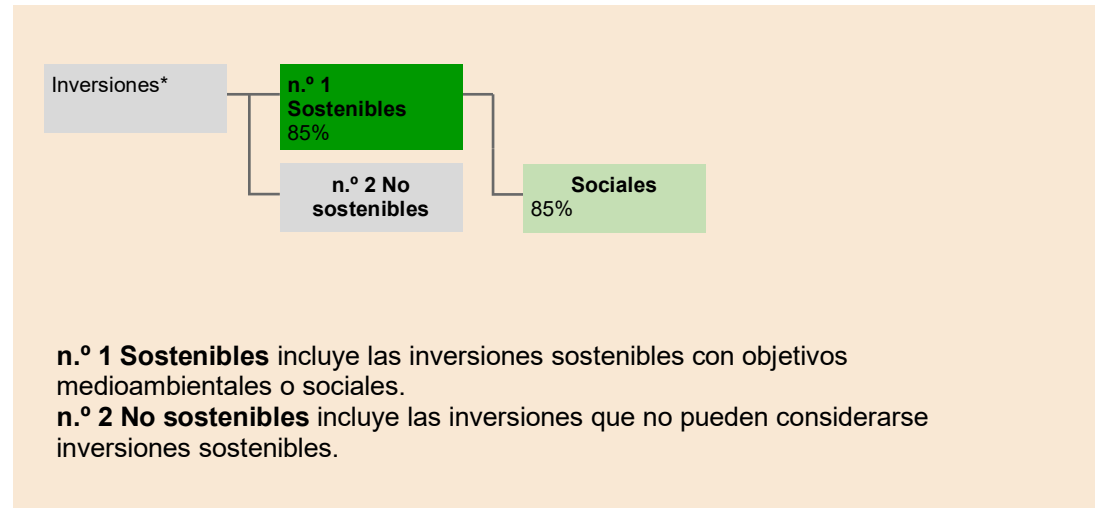 Inversiones*
n.º 1
Sostenibles
85%
n.º 2 No
sostenibles
Sociales
85%
n.º 1 Sostenibles incluye las inversiones sostenibles con objetivos
medioambientales o sociales.
n.º 2 No sostenibles incluye las inversiones que no pueden considerarse
inversiones sostenibles.